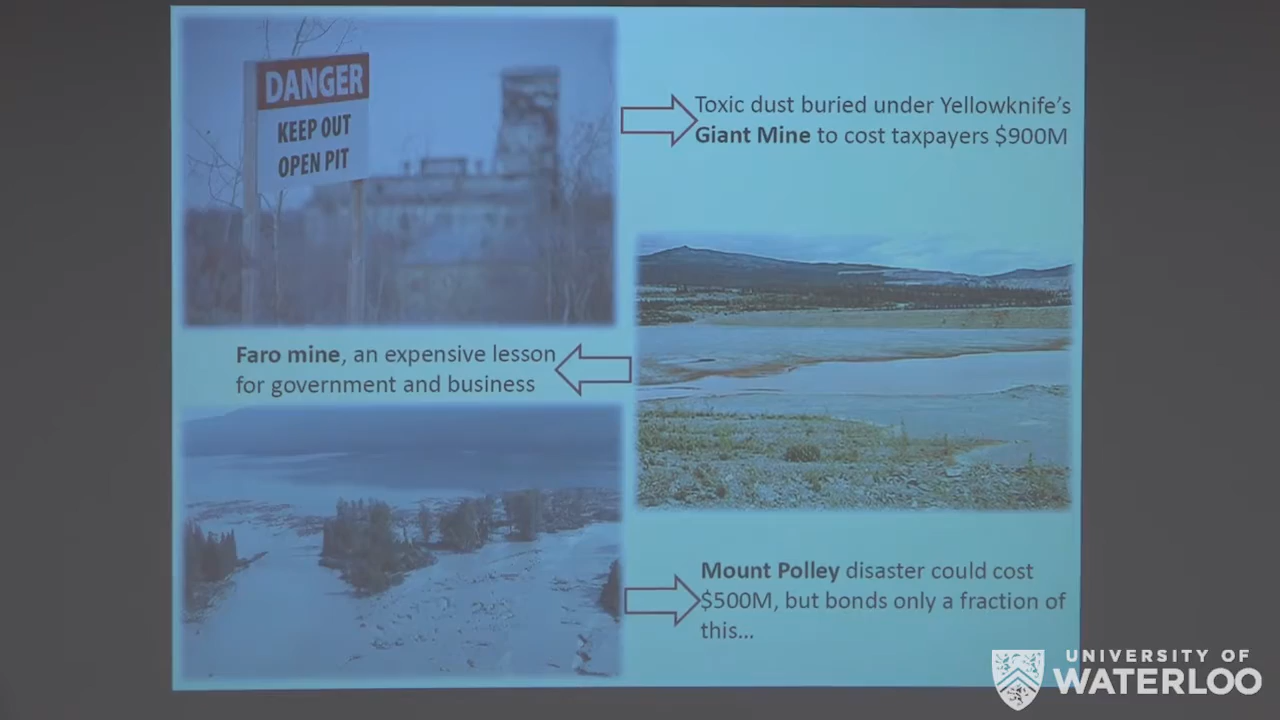 DANGER
KEEP OUT
OPEN PIT
Toxic dust buried under Yellowknife's
Giant Mine to cost taxpayers $900M
Faro mine, an expensive lesson
for government and business
Mount Polley disaster could cost
$500M, but bonds only a fraction of
this...
UNIVERSITY OF
WATERLOO